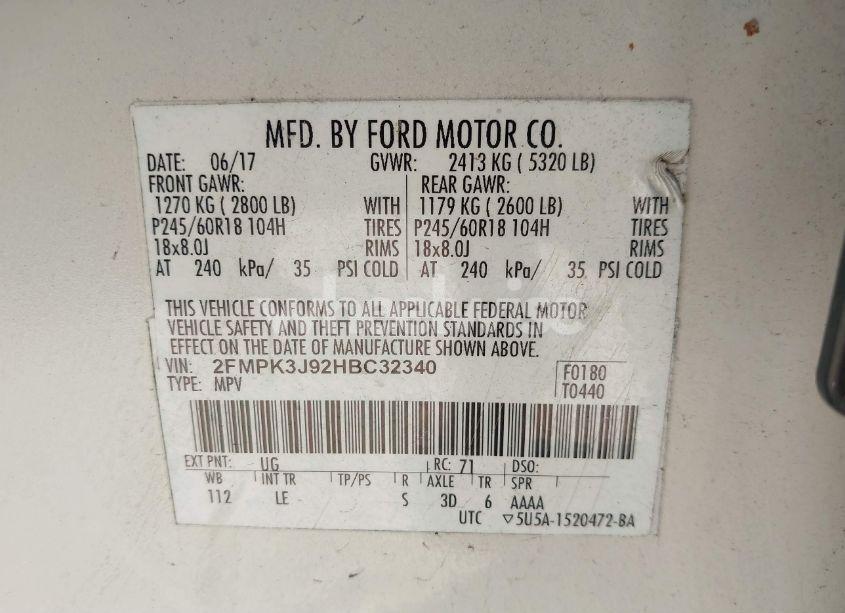 MFD. BY FORD MOTOR CO.
DATE: 06/17 GVWR: 2413 KG ( 5320 LB)
FRONT GAWR: REAR GAWR:
1270 KG ( 2800 LB) WITH 1179 KG ( 2600 LB) WITH
P245/60R18 104H TIRES P245/60R18 104H TIRES
18x8.0J RIMS 18x8.0J RIMS
AT 240 kPa/ 35 PSI COLD AT 240 kPa/ 35 PSI COLD
THIS VEHICLE CONFORMS TO ALL APPLICABLE FEDERAL MOTOR
VEHICLE SAFETY AND THEFT PREVENTION STANDARDS IN
EFFECT ON THE DATE OF MANUFACTURE SHOWN ABOVE.
VIN: 2FMPK3J92HBC32340 F0180
TYPE: MPV T0440
EXT PNT: UG RC: 71 DSO:
WB INT TR TP/PS R AXLE TR SPR
112 LE S 3D 6 AAAA
UTC ▽5U5A-1520472-BA